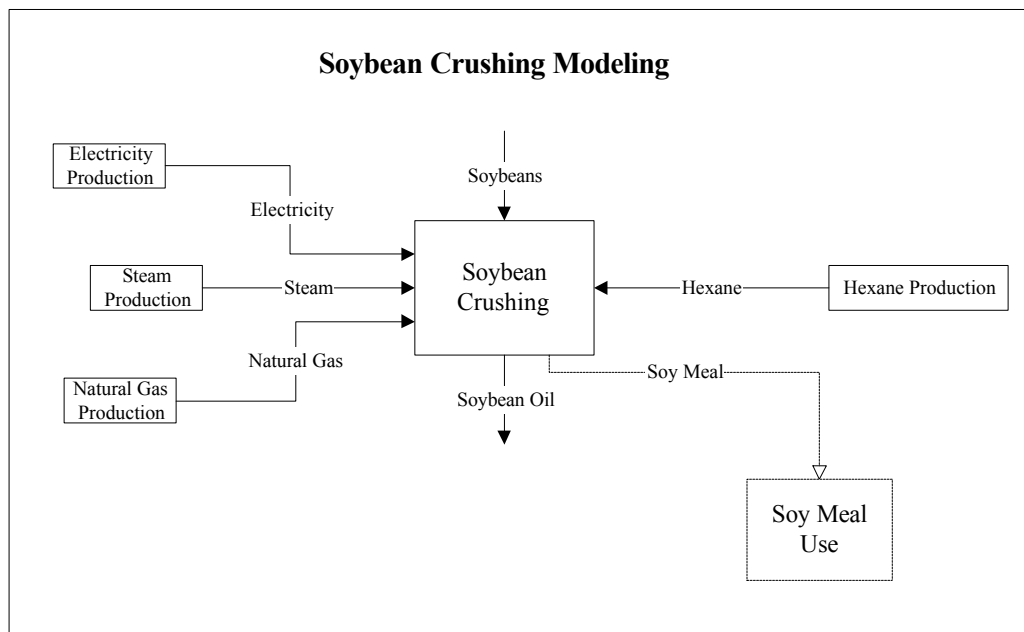 Soybean Crushing Modeling
Electricity
Production
Soybeans
Electricity
Steam
Production
Steam
Soybean
Crushing
Hexane
Hexane Production
Natural Gas
Natural Gas
Production
Soy Meal
Soybean Oil
Soy Meal
Use